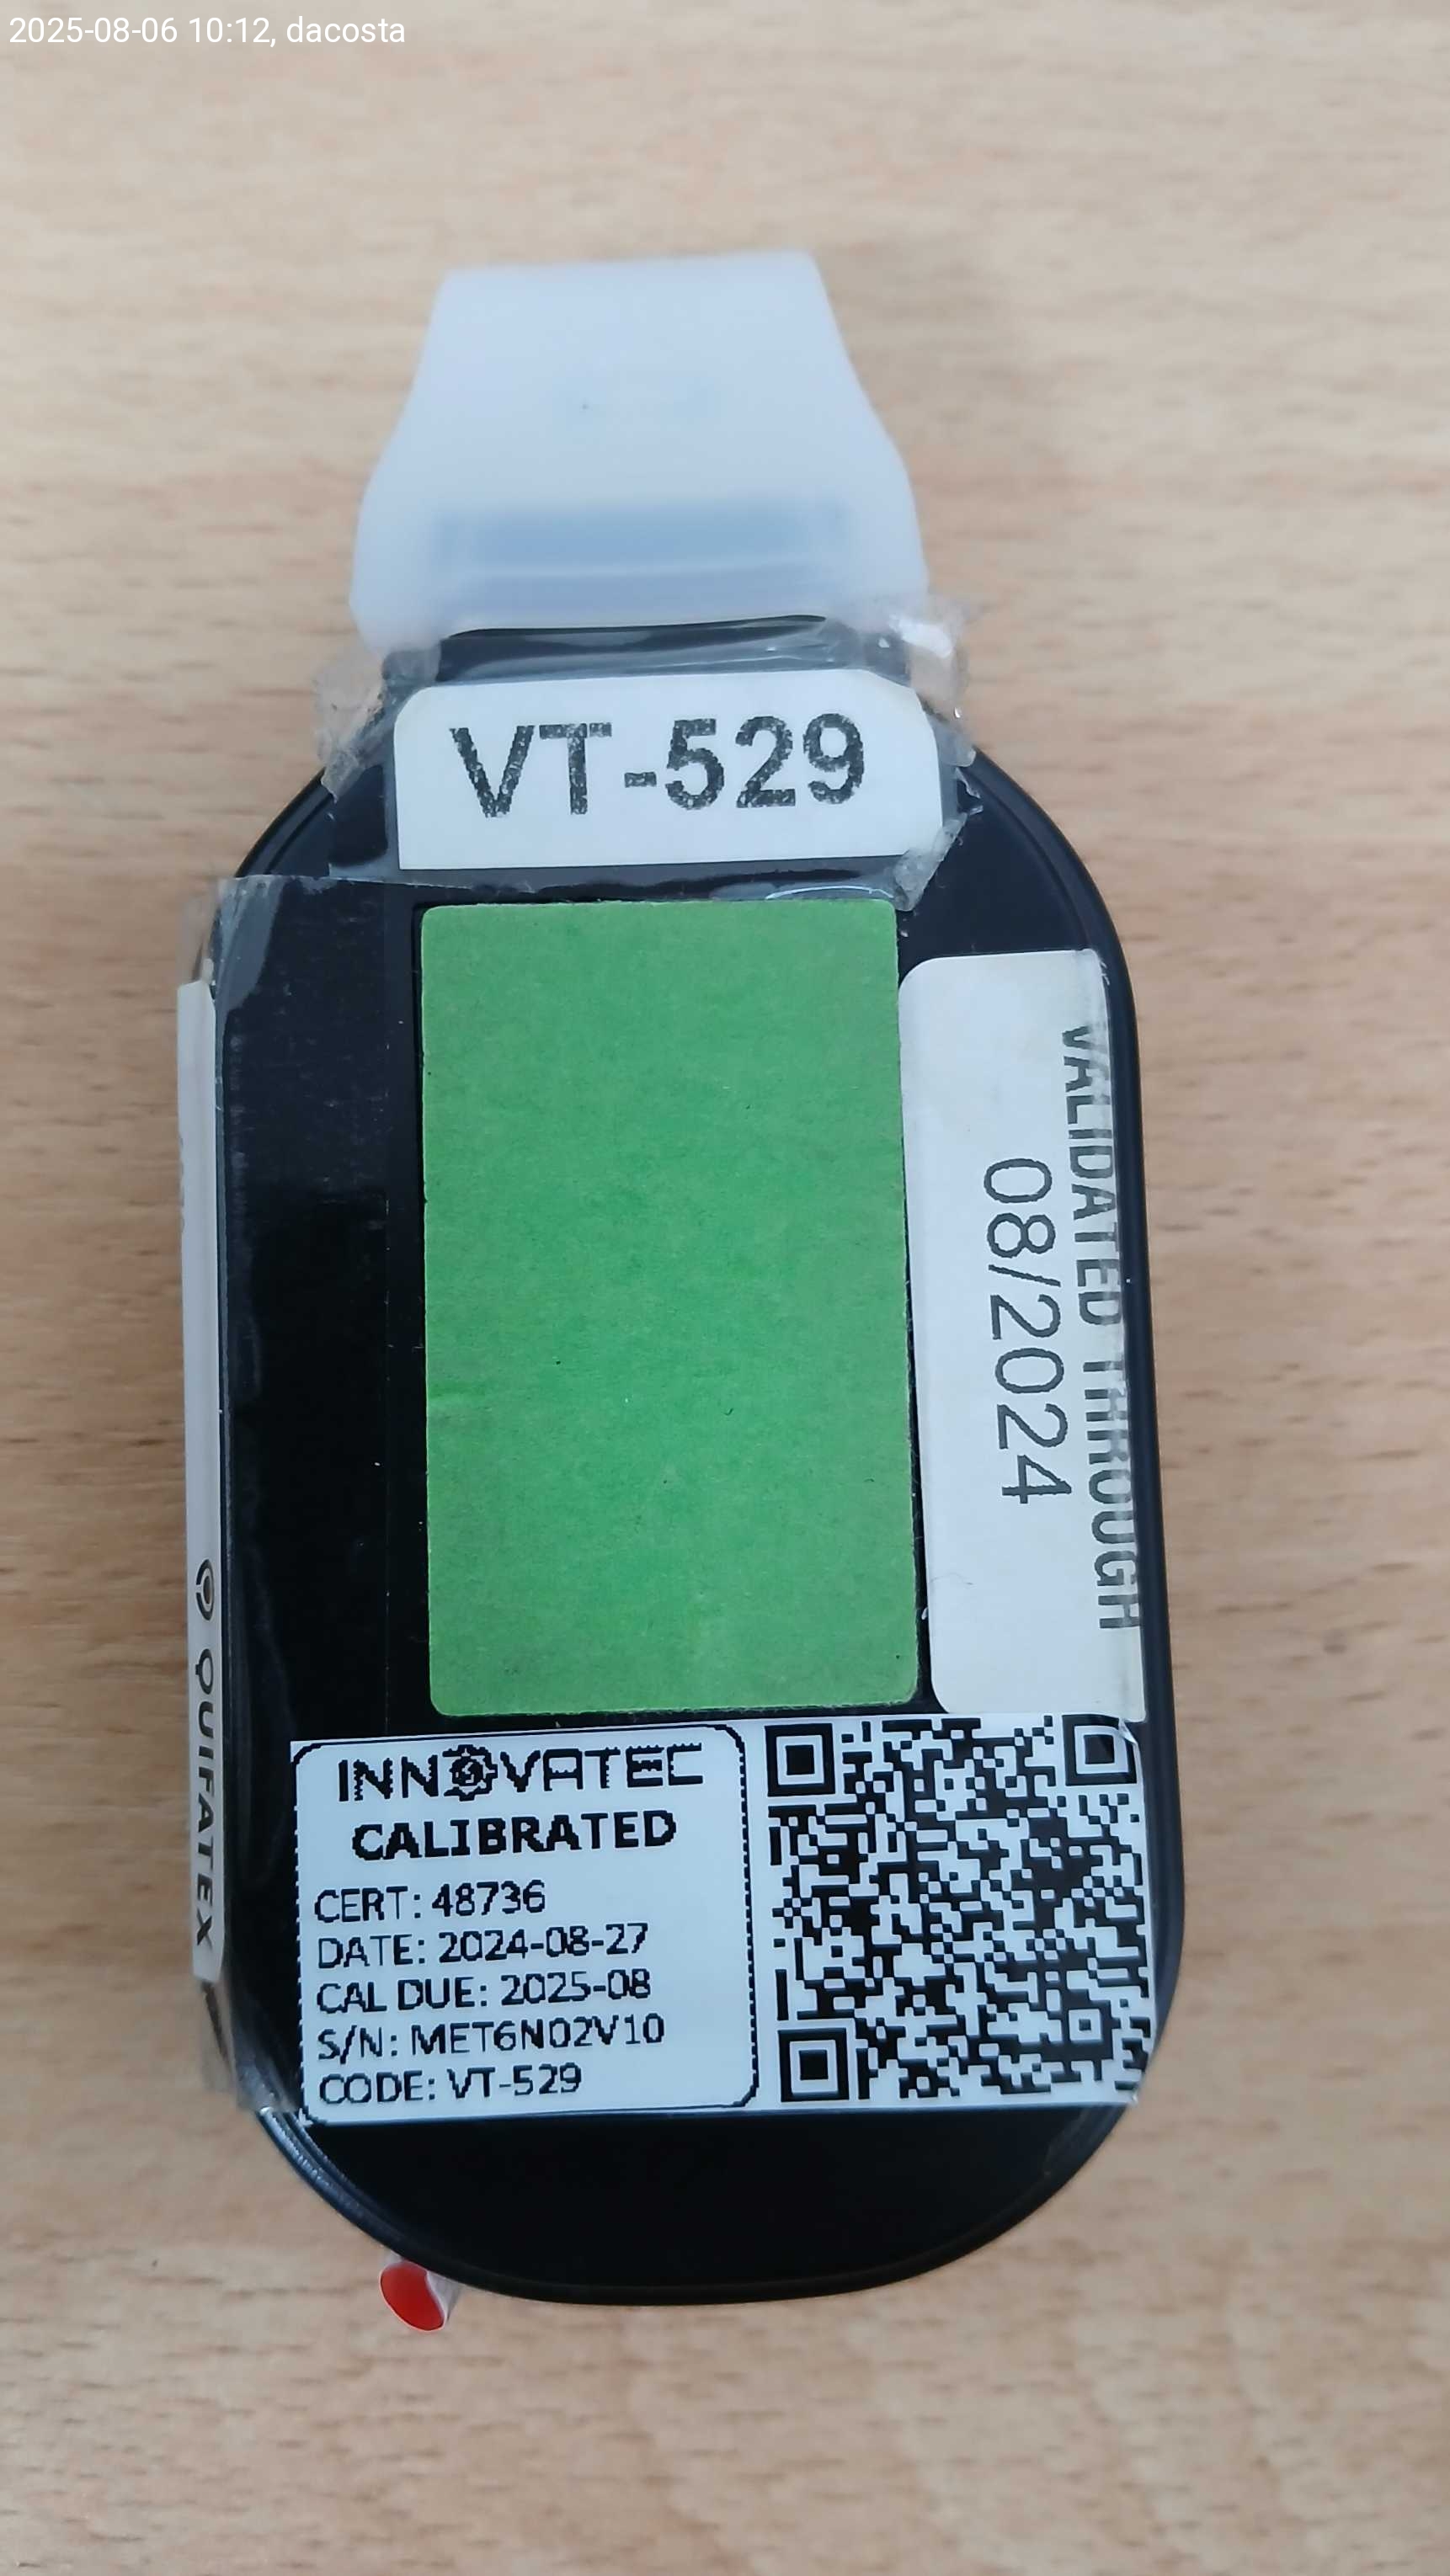 2025-08-06 10:12, dacosta
VT-529
VALIDATED THROUGH
08/2024
QUIFATEX
INNOVATEC
CALIBRATED
CERT: 48736
DATE: 2024-08-27
CAL DUE: 2025-08
S/N: MET6N02V10
CODE: VT-529